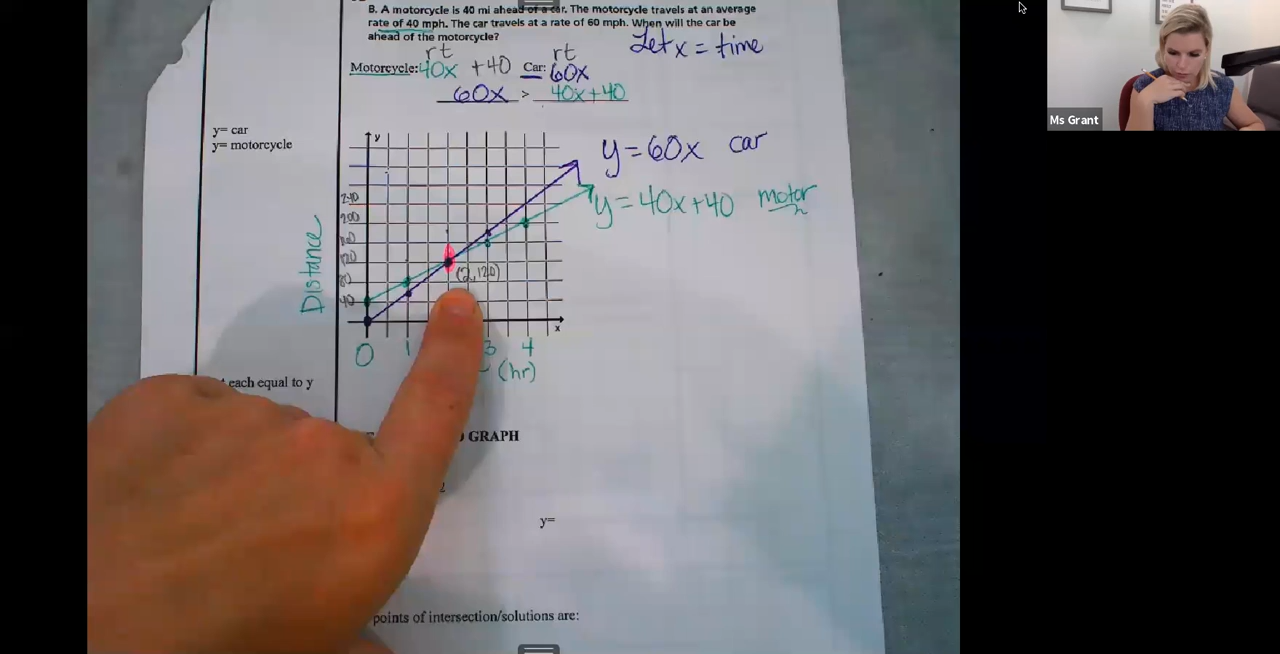 B. A motorcycle is 40 mi ahead of a car. The motorcycle travels at an average
rate of 40 mph. The car travels at a rate of 60 mph. When will the car be
ahead of the motorcycle?
Let x = time
rt rt
Motorcycle: 40x +40 Car: 60x
60x > 40x+40
y= car
y= motorcycle
y
y=60x car
y=40x+40 motor
240
200
160
120
80
40
(2,120)
x
Distance
0 1 3 4
(hr)
each equal to y
GRAPH
2
y=
points of intersection/solutions are:
Ms Grant